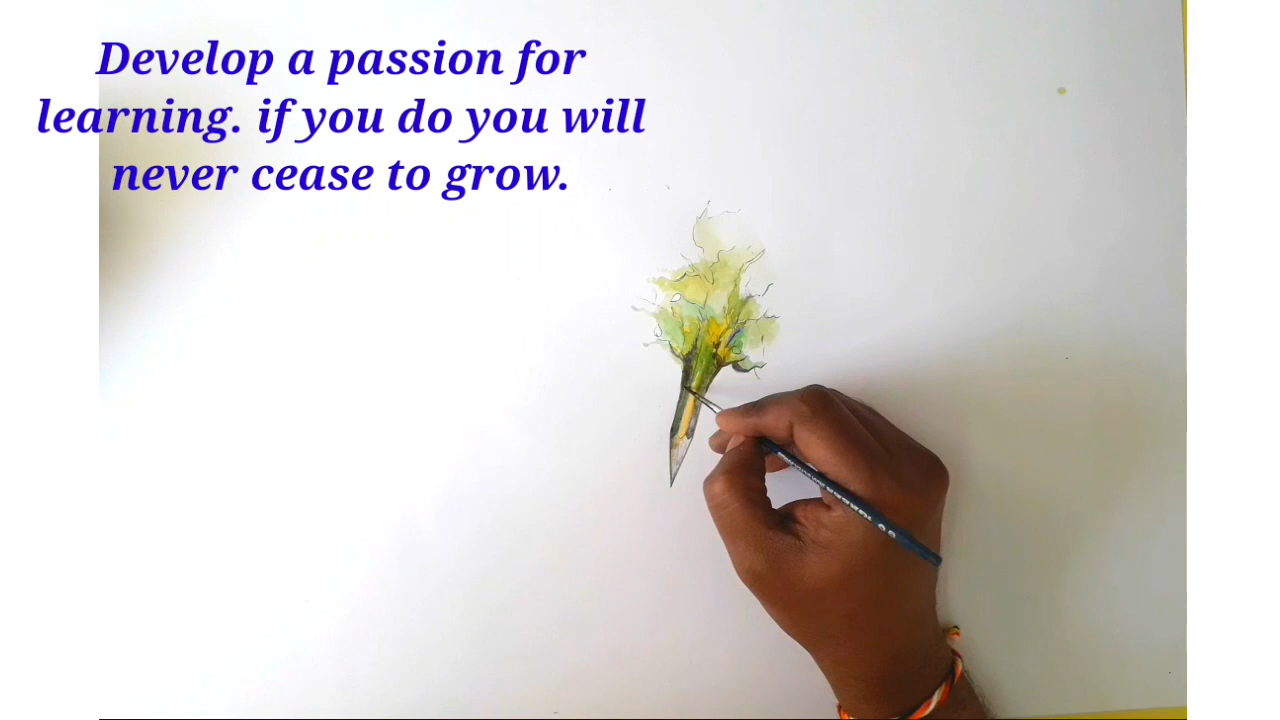 Develop a passion for
learning. if you do you will
never cease to grow.